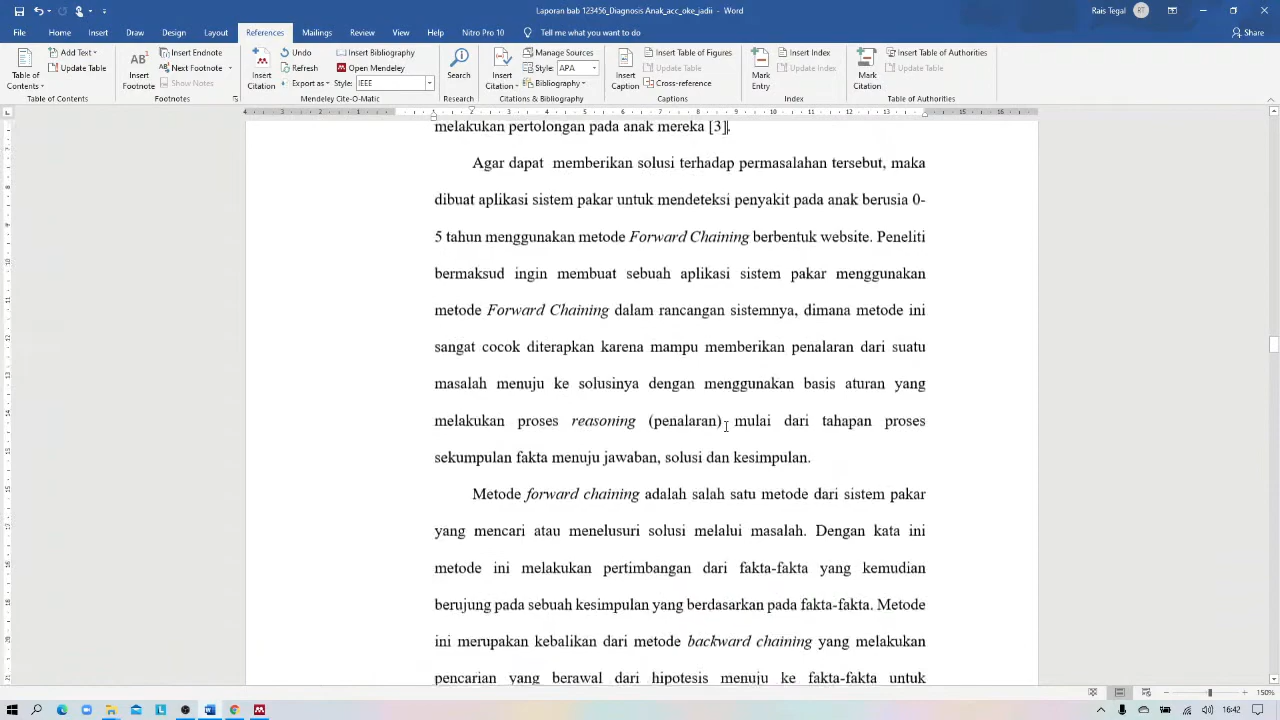 Laporan bab 123456_Daftarisi_acc_oke_jadii - Word
Rais Tegal
File Home Insert Draw Design Layout References Mailings Review View Help Nitro Pro 10 Tell me what you want to do Share
Table of Contents
Add Text
Update Table
Table of Contents
AB
Insert Footnote
Next Footnote
Show Notes
Footnotes
Insert Citation
Undo
Refresh
Export as
Insert Bibliography
Open Mendeley
Style: IEEE
Mendeley Cite-O-Matic
Search
Research
Insert Citation
Manage Sources
Style: APA
Bibliography
Citations & Bibliography
Insert Caption
Insert Table of Figures
Update Table
Cross-reference
Captions
Mark Entry
Insert Index
Update Index
Index
Mark Citation
Insert Table of Authorities
Update Table
Table of Authorities
melakukan pertolongan pada anak mereka [3].
Agar dapat memberikan solusi terhadap permasalahan tersebut, maka
dibuat aplikasi sistem pakar untuk mendeteksi penyakit pada anak berusia 0-
5 tahun menggunakan metode Forward Chaining berbentuk website. Peneliti
bermaksud ingin membuat sebuah aplikasi sistem pakar menggunakan
metode Forward Chaining dalam rancangan sistemnya, dimana metode ini
sangat cocok diterapkan karena mampu memberikan penalaran dari suatu
masalah menuju ke solusinya dengan menggunakan basis aturan yang
melakukan proses reasoning (penalaran) mulai dari tahapan proses
sekumpulan fakta menuju jawaban, solusi dan kesimpulan.
Metode forward chaining adalah salah satu metode dari sistem pakar
yang mencari atau menelusuri solusi melalui masalah. Dengan kata ini
metode ini melakukan pertimbangan dari fakta-fakta yang kemudian
berujung pada sebuah kesimpulan yang berdasarkan pada fakta-fakta. Metode
ini merupakan kebalikan dari metode backward chaining yang melakukan
pencarian yang berawal dari hipotesis menuju ke fakta-fakta untuk
150%
16:42